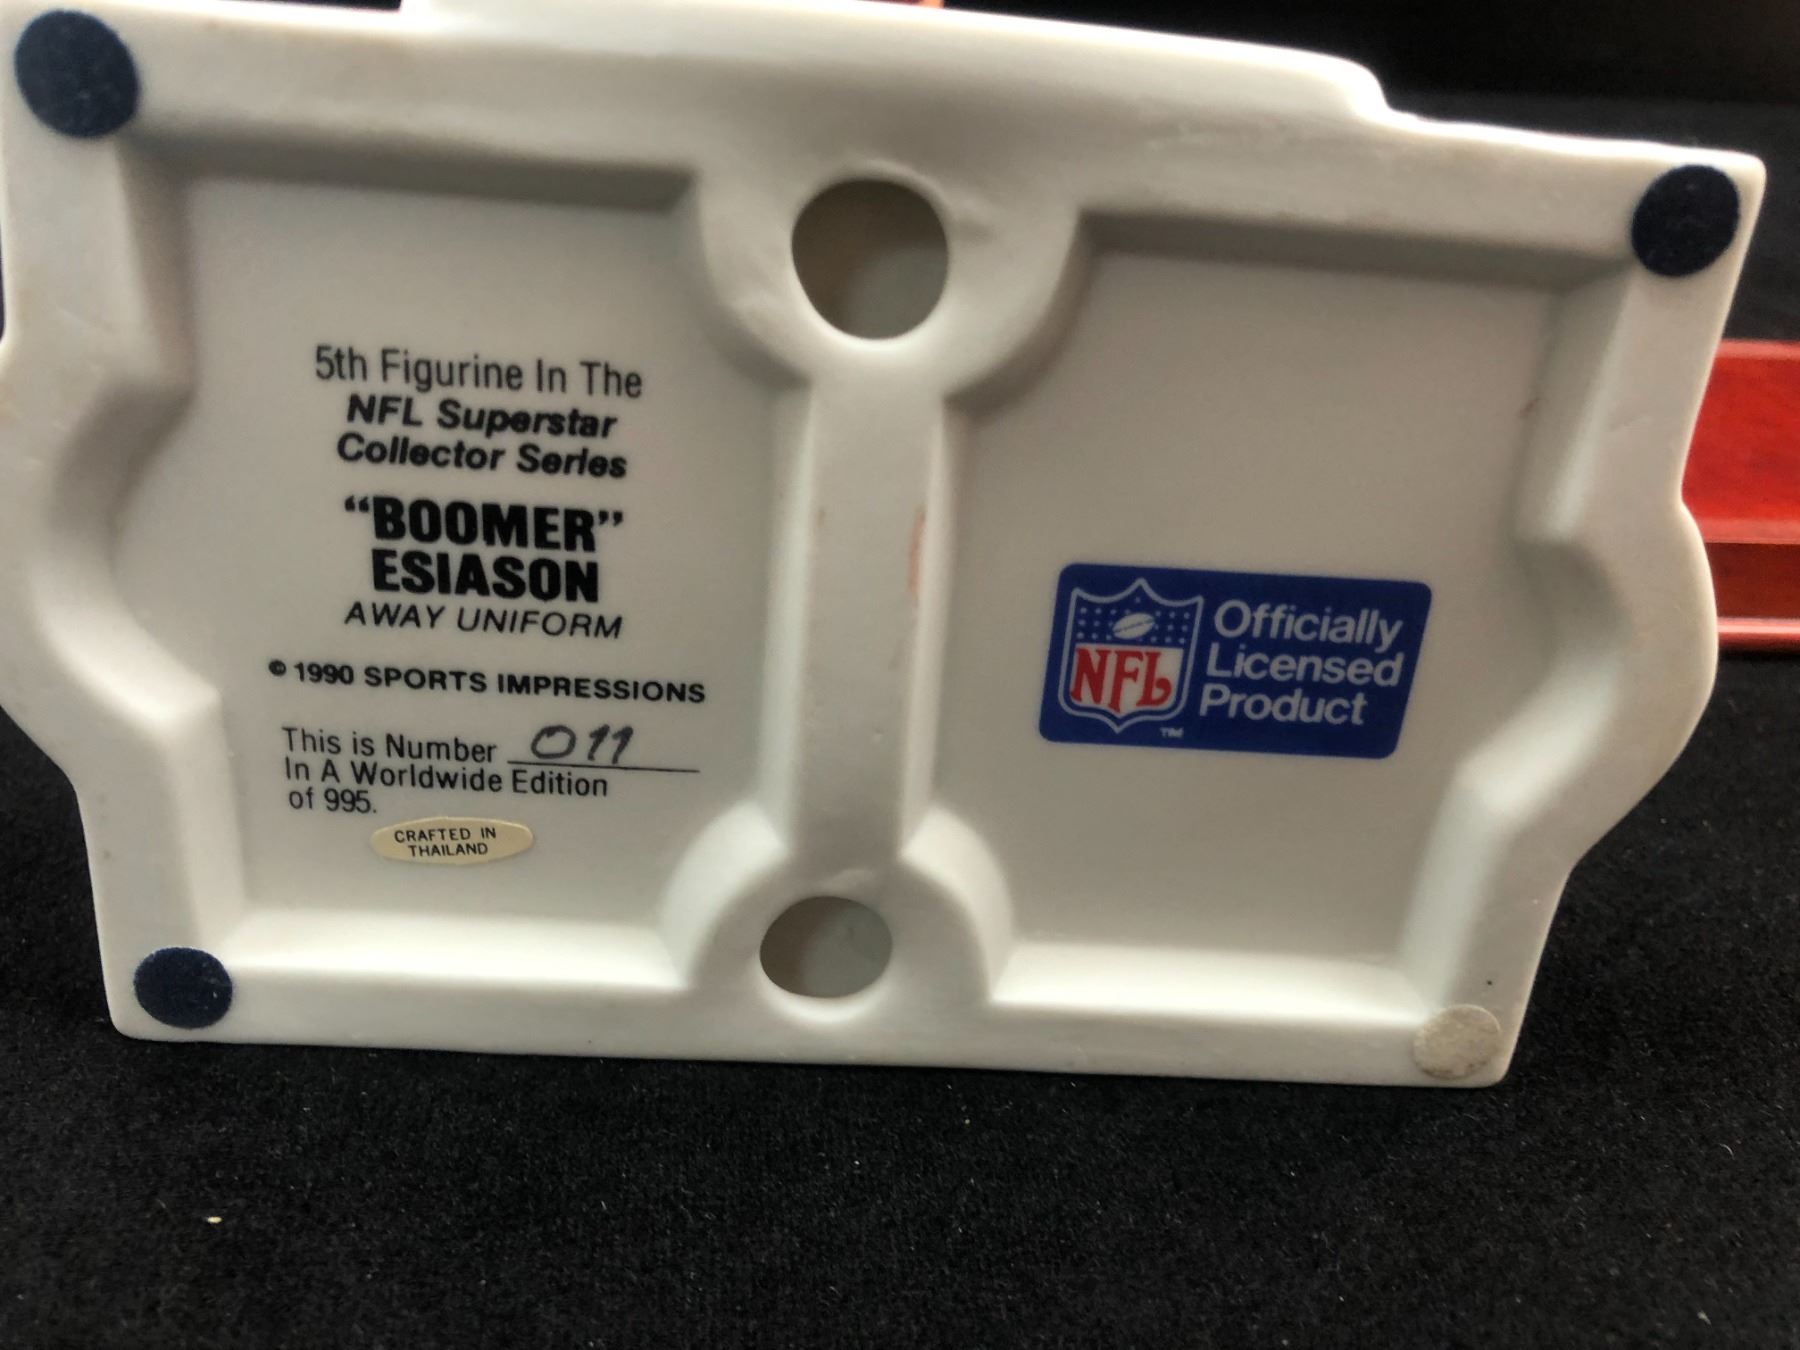 5th Figurine In The
NFL Superstar
Collector Series
“BOOMER”
ESIASON
AWAY UNIFORM
© 1990 SPORTS IMPRESSIONS
This is Number 011
In A Worldwide Edition
of 995.
CRAFTED IN
THAILAND
NFL
Officially
Licensed
Product
TM